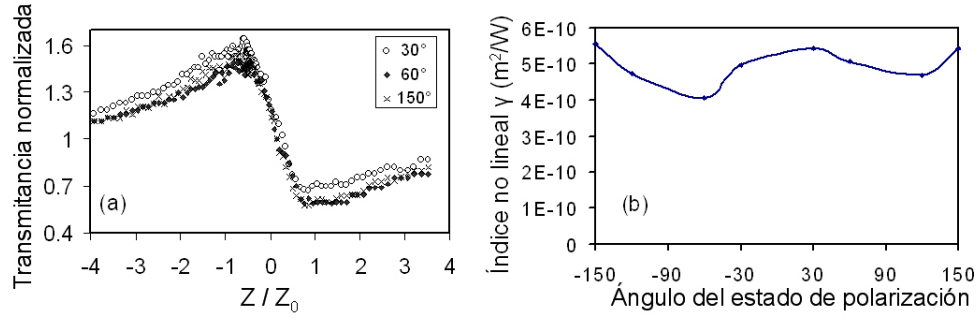 Transmitancia normalizada
1.6
1.3
1
0.7
0.4
30°
60°
150°
(a)
-4 -3 -2 -1 0 1 2 3 4
Z / Z0
Índice no lineal γ (m²/W)
6E-10
5E-10
4E-10
3E-10
2E-10
1E-10
0
(b)
-150 -90 -30 30 90 150
Ángulo del estado de polarización